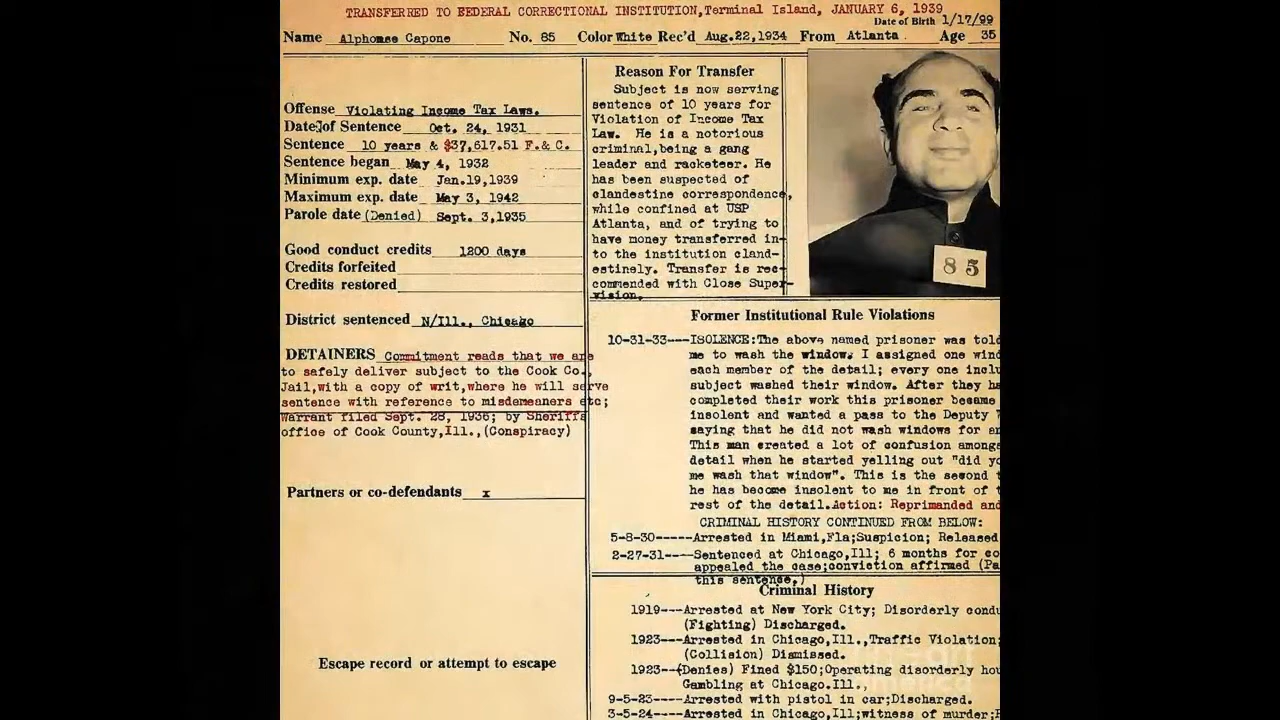 TRANSFERRED TO FEDERAL CORRECTIONAL INSTITUTION,Terminal Island, JANUARY 6, 1939
Date of Birth 1/17/99
Name Alphonse Capone No. 85 Color White Rec'd Aug.22,1934 From Atlanta. Age 35
Offense Violating Income Tax Laws.
Date of Sentence Oct. 24, 1931
Sentence 10 years & $37,617.51 F.& C.
Sentence began May 4, 1932
Minimum exp. date Jan.19,1939
Maximum exp. date May 3, 1942
Parole date (Denied) Sept. 3,1935
Good conduct credits 1200 days
Credits forfeited
Credits restored
District sentenced N/Ill., Chicago
DETAINERS Commitment reads that we are
to safely deliver subject to the Cook Co.,
Jail,with a copy of writ,where he will serve
sentence with reference to misdemeaners etc;
Warrant filed Sept. 28, 1936; by Sheriffs
office of Cook County,Ill.,(Conspiracy)
Partners or co-defendants x
Escape record or attempt to escape
Reason For Transfer
Subject is now serving
sentence of 10 years for
Violation of Income Tax
Law. He is a notorious
criminal,being a gang
leader and racketeer. He
has been suspected of
clandestine correspondence,
while confined at USP
Atlanta, and of trying to
have money transferred in-
to the institution cland-
estinely. Transfer is rec-
commended with Close Super-
vision.
85
Former Institutional Rule Violations
10-31-33---ISOLENCE:The above named prisoner was told
me to wash the window. I assigned one wind
each member of the detail; every one inclu
subject washed their window. After they ha
completed their work this prisoner became
insolent and wanted a pass to the Deputy W
saying that he did not wash windows for an
This man created a lot of confusion amongs
detail when he started yelling out "did yo
me wash that window". This is the second t
he has become insolent to me in front of t
rest of the detail.Action: Reprimanded and
CRIMINAL HISTORY CONTINUED FROM BELOW:
5-8-30-----Arrested in Miami,Fla;Suspicion; Released
2-27-31----Sentenced at Chicago,Ill; 6 months for co
appealed the case;conviction affirmed (Pa
this sentence.)
Criminal History
1919---Arrested at New York City; Disorderly condu
(Fighting) Discharged.
1923---Arrested in Chicago,Ill.,Traffic Violation;
(Collision) Dismissed.
1923--(Denies) Fined $150;Operating disorderly hou
Gambling at Chicago.Ill.,
9-5-23----Arrested with pistol in car;Discharged.
3-5-24----Arrested in Chicago,Ill;witness of murder;